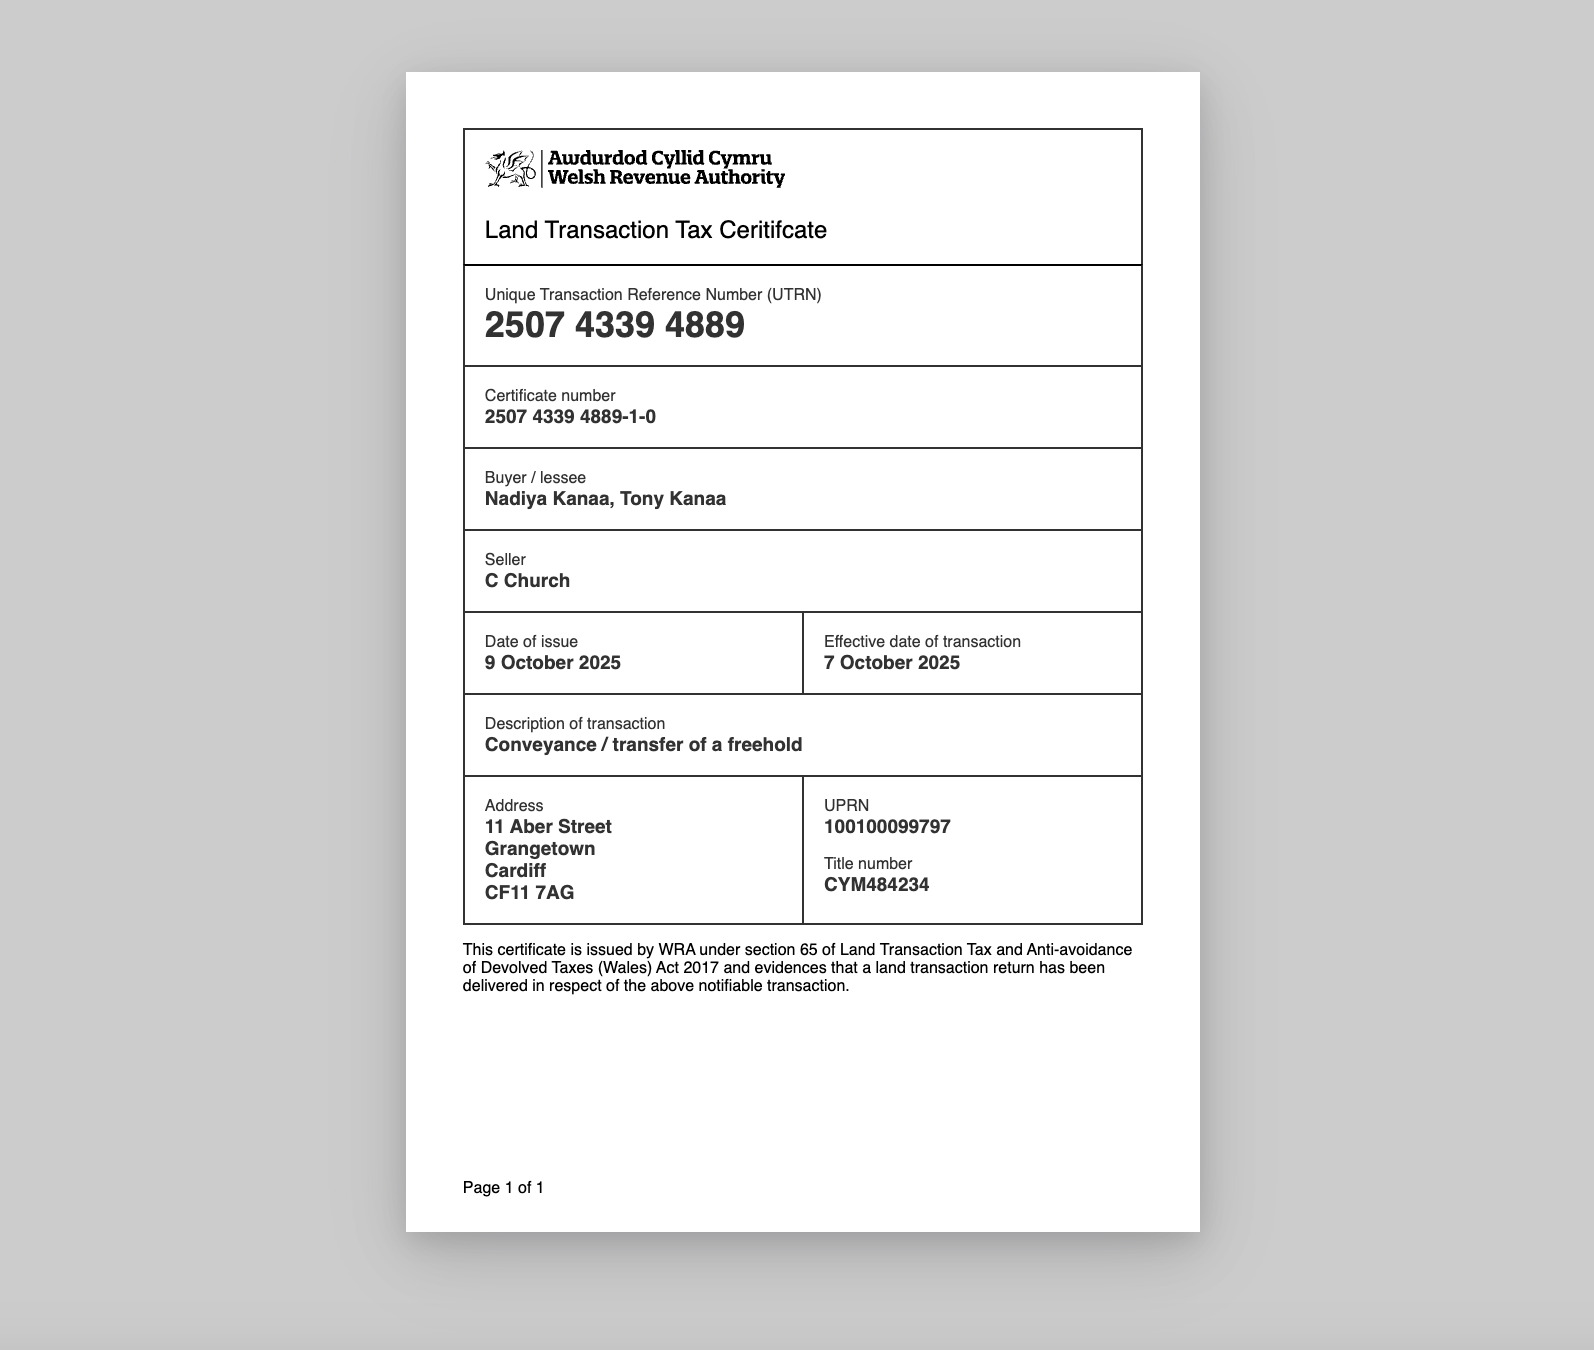 Awdurdod Cyllid Cymru
Welsh Revenue Authority
Land Transaction Tax Ceritifcate
Unique Transaction Reference Number (UTRN)
2507 4339 4889
Certificate number
2507 4339 4889-1-0
Buyer / lessee
Nadiya Kanaa, Tony Kanaa
Seller
C Church
Date of issue
9 October 2025
Effective date of transaction
7 October 2025
Description of transaction
Conveyance / transfer of a freehold
Address
11 Aber Street
Grangetown
Cardiff
CF11 7AG
UPRN
100100099797
Title number
CYM484234
This certificate is issued by WRA under section 65 of Land Transaction Tax and Anti-avoidance
of Devolved Taxes (Wales) Act 2017 and evidences that a land transaction return has been
delivered in respect of the above notifiable transaction.
Page 1 of 1